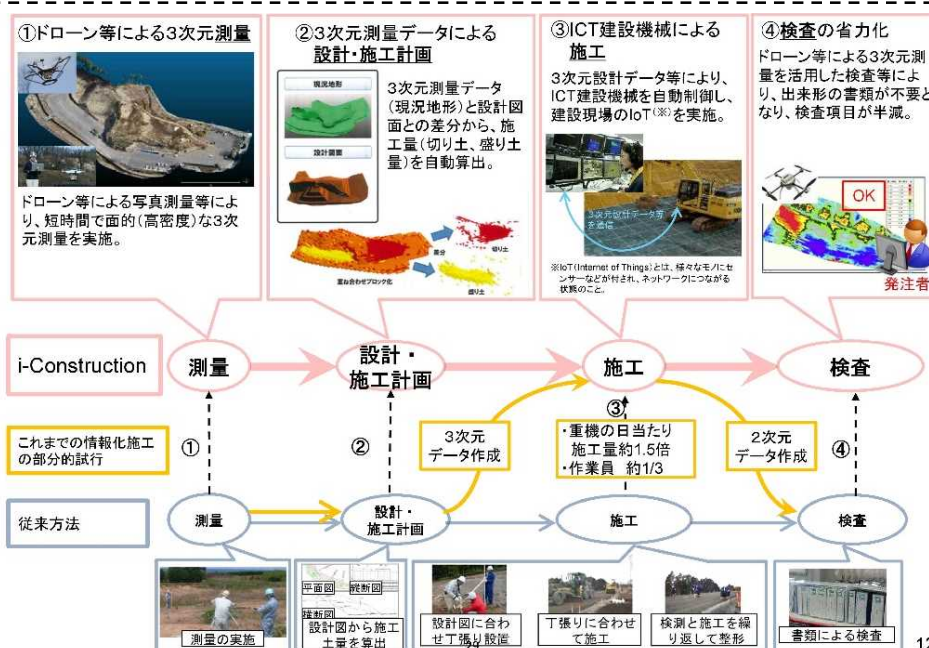 ①ドローン等による3次元測量
ドローン等による写真測量等によ
り、短時間で面的(高密度)な3次
元測量を実施。
②3次元測量データによる
設計・施工計画
現況地形
設計図面
3次元測量データ
(現況地形)と設計図
面との差分から、施
工量(切り土、盛り土
量)を自動算出。
差分
切り土
重ね合わせブロック化
盛り土
③ICT建設機械による
施工
3次元設計データ等により、
ICT建設機械を自動制御し、
建設現場のIoT(※)を実施。
3次元設計データ等
を通信
※IoT(Internet of Things)とは、様々なモノにセ
ンサーなどが付され、ネットワークにつながる
状態のこと。
④検査の省力化
ドローン等による3次元測
量を活用した検査等によ
り、出来形の書類が不要と
なり、検査項目が半減。
OK
発注者
i-Construction
測量
設計・
施工計画
施工
検査
これまでの情報化施工
の部分的試行
①
②
3次元
データ作成
③
・重機の日当たり
施工量約1.5倍
・作業員 約1/3
2次元
データ作成
④
従来方法
測量
設計・
施工計画
施工
検査
測量の実施
平面図
縦断図
横断図
設計図から施工
土量を算出
設計図に合わ
せ丁張り設置
丁張りに合わせ
て施工
検測と施工を繰
り返して整形
書類による検査
12